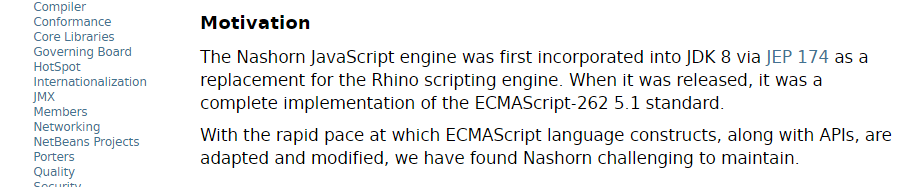 Compiler
Conformance
Core Libraries
Governing Board
HotSpot
Internationalization
JMX
Members
Networking
NetBeans Projects
Porters
Quality
Security
Motivation
The Nashorn JavaScript engine was first incorporated into JDK 8 via JEP 174 as a
replacement for the Rhino scripting engine. When it was released, it was a
complete implementation of the ECMAScript-262 5.1 standard.
With the rapid pace at which ECMAScript language constructs, along with APIs, are
adapted and modified, we have found Nashorn challenging to maintain.